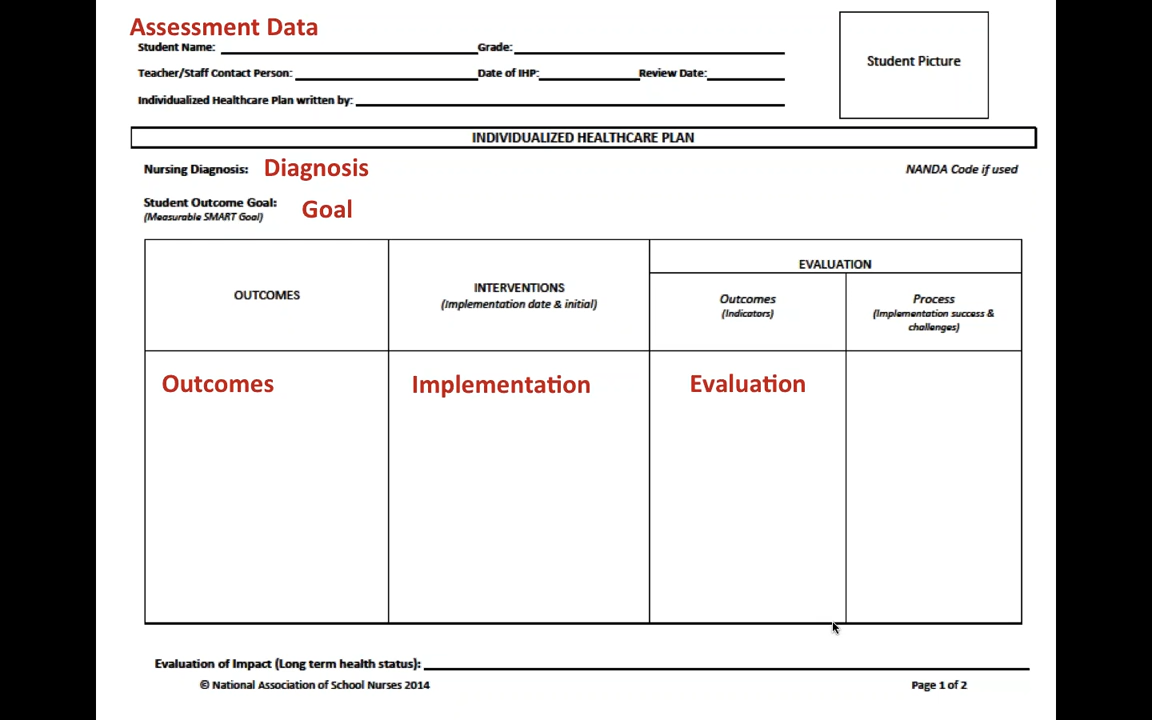 Assessment Data
Student Name: Grade:
Student Picture
Teacher/Staff Contact Person: Date of IHP: Review Date:
Individualized Healthcare Plan written by:
INDIVIDUALIZED HEALTHCARE PLAN
Nursing Diagnosis: Diagnosis NANDA Code if used
Student Outcome Goal: Goal
(Measurable SMART Goal)
OUTCOMES
INTERVENTIONS
(Implementation date & initial)
EVALUATION
Outcomes
(Indicators)
Process
(Implementation success &
challenges)
Outcomes Implementation Evaluation
Evaluation of Impact (Long term health status):
© National Association of School Nurses 2014 Page 1 of 2